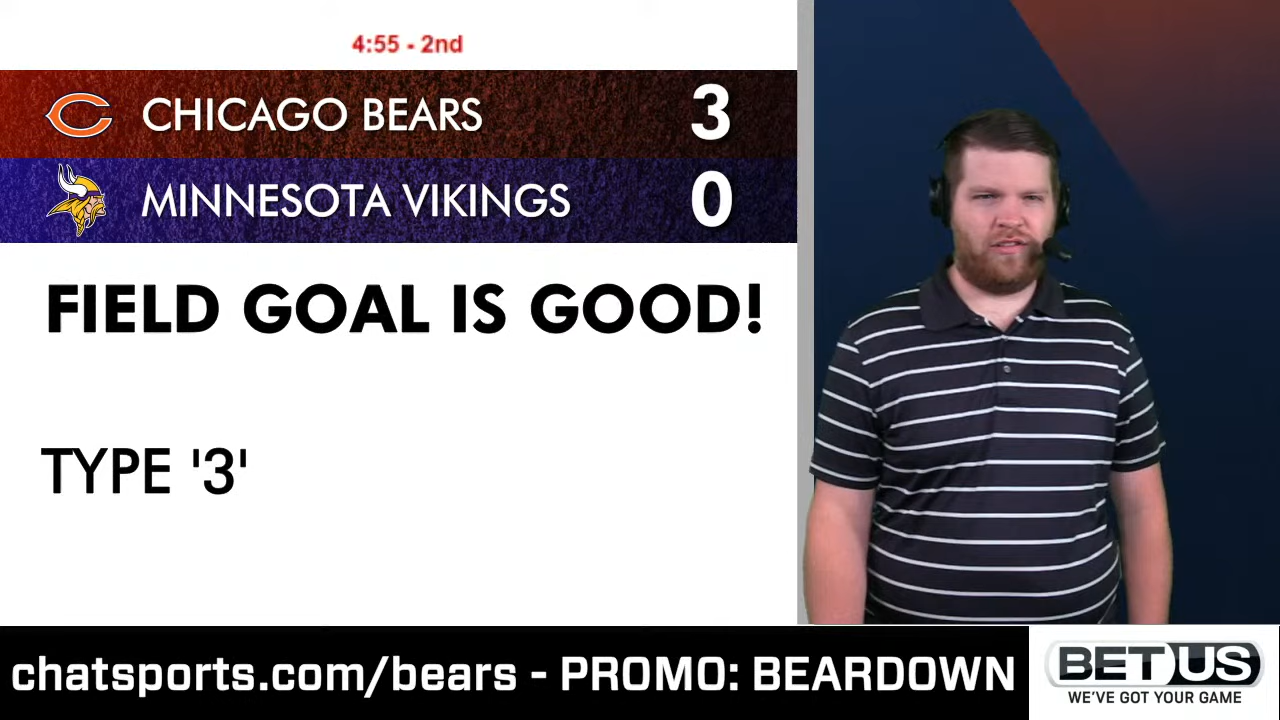 4:55 - 2nd
CHICAGO BEARS 3
MINNESOTA VIKINGS 0
FIELD GOAL IS GOOD!
TYPE '3'
chatsports.com/bears - PROMO: BEARDOWN
BETUS
WE'VE GOT YOUR GAME